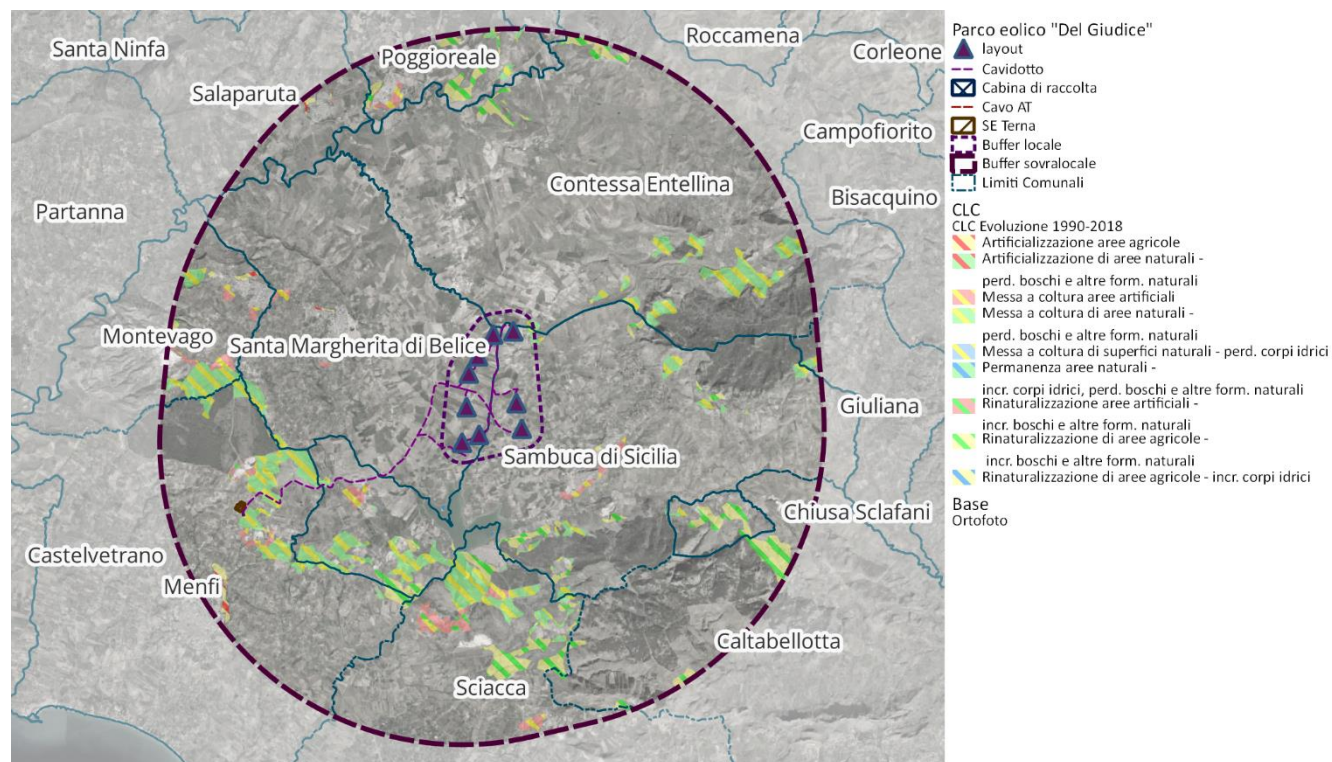 Santa Ninfa
Poggioreale
Roccamena
Corleone
Salaparuta
Campofiorito
Contessa Entellina
Bisacquino
Partanna
Montevago
Santa Margherita di Belice
Giuliana
Sambuca di Sicilia
Chiusa Sclafani
Castelvetrano
Menfi
Caltabellotta
Sciacca
Parco eolico "Del Giudice"
layout
Cavidotto
Cabina di raccolta
Cavo AT
SE Terna
Buffer locale
Buffer sovralocale
Limiti Comunali
CLC
CLC Evoluzione 1990-2018
Artificializzazione aree agricole
Artificializzazione di aree naturali -
perd. boschi e altre form. naturali
Messa a coltura aree artificiali
Messa a coltura di aree naturali -
perd. boschi e altre form. naturali
Messa a coltura di superfici naturali - perd. corpi idrici
Permanenza aree naturali -
incr. corpi idrici, perd. boschi e altre form. naturali
Rinaturalizzazione aree artificiali -
incr. boschi e altre form. naturali
Rinaturalizzazione di aree agricole -
incr. boschi e altre form. naturali
Rinaturalizzazione di aree agricole - incr. corpi idrici
Base
Ortofoto